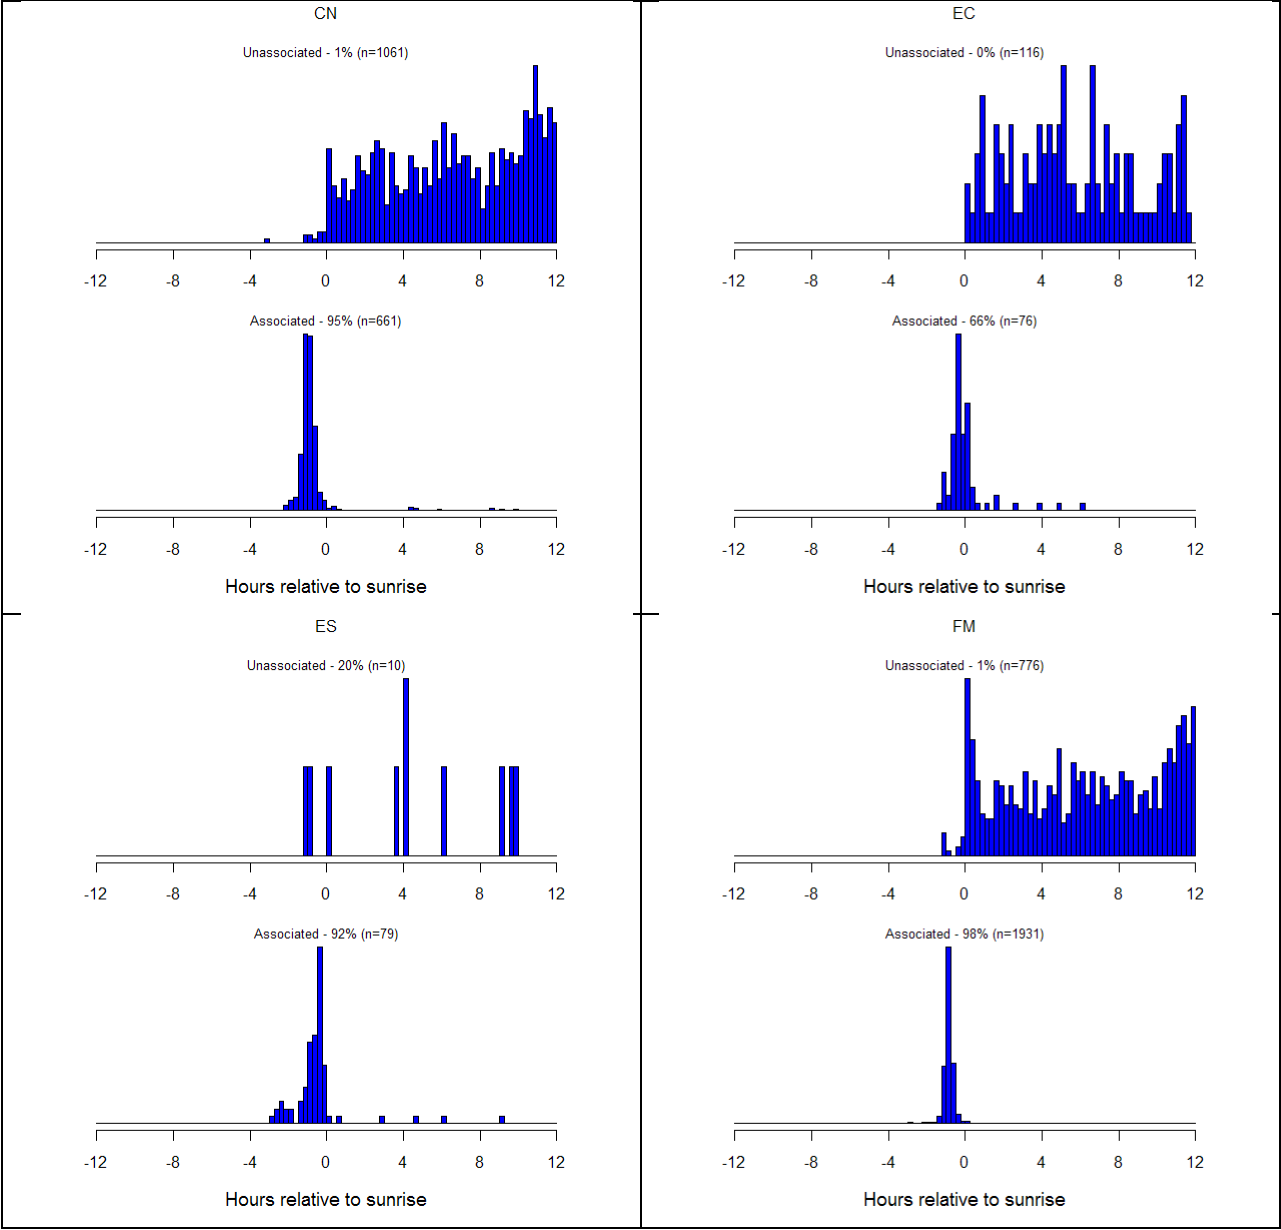 CN
Unassociated - 1% (n=1061)
-12 -8 -4 0 4 8 12
Associated - 95% (n=661)
-12 -8 -4 0 4 8 12
Hours relative to sunrise
EC
Unassociated - 0% (n=116)
-12 -8 -4 0 4 8 12
Associated - 66% (n=76)
-12 -8 -4 0 4 8 12
Hours relative to sunrise
ES
Unassociated - 20% (n=10)
-12 -8 -4 0 4 8 12
Associated - 92% (n=79)
-12 -8 -4 0 4 8 12
Hours relative to sunrise
FM
Unassociated - 1% (n=776)
-12 -8 -4 0 4 8 12
Associated - 98% (n=1931)
-12 -8 -4 0 4 8 12
Hours relative to sunrise